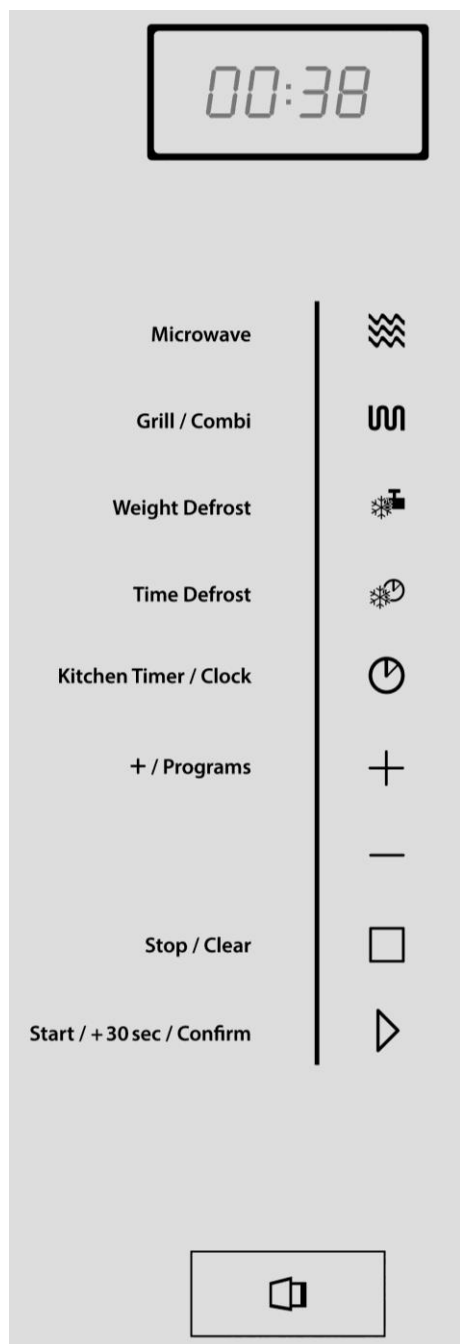 00:38
Microwave
Grill / Combi
Weight Defrost
Time Defrost
Kitchen Timer / Clock
+ / Programs
Stop / Clear
Start / +30 sec / Confirm